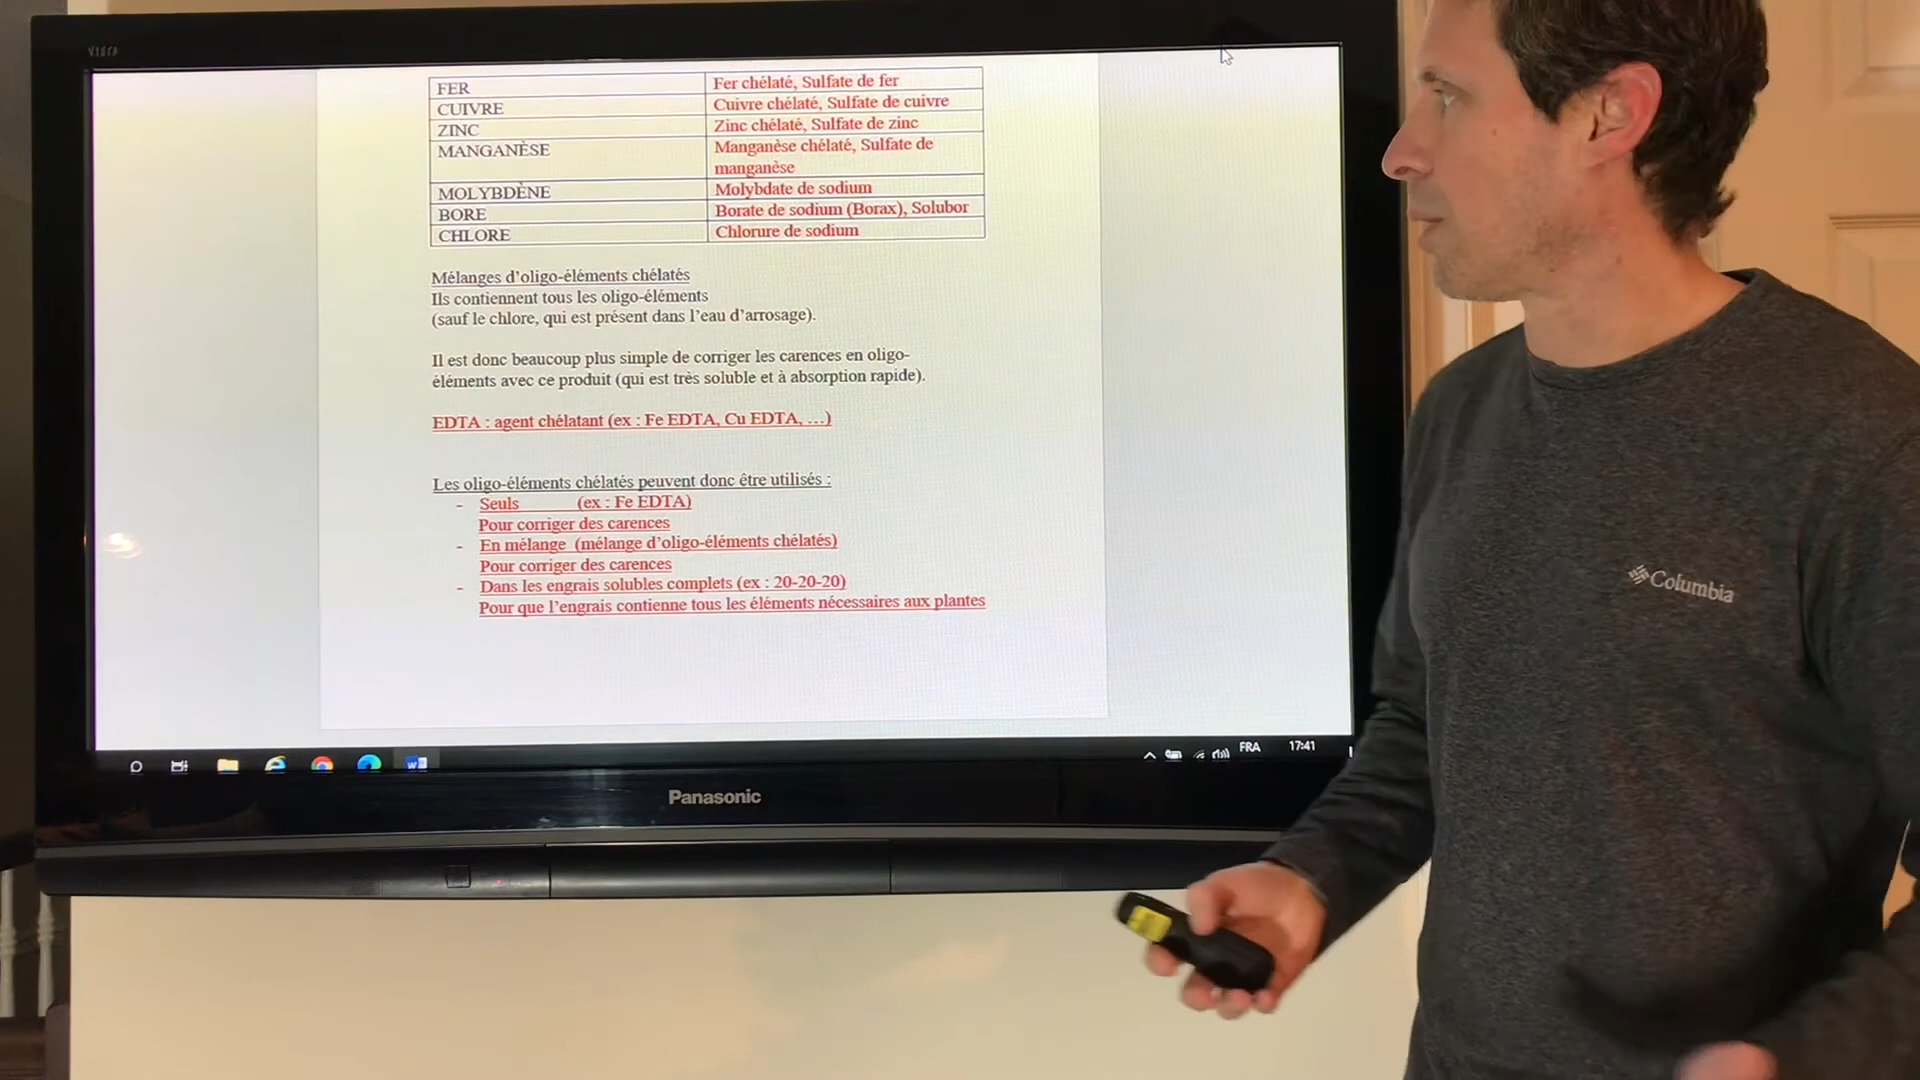 VIERA
FER Fer chélaté, Sulfate de fer
CUIVRE Cuivre chélaté, Sulfate de cuivre
ZINC Zinc chélaté, Sulfate de zinc
MANGANÈSE Manganèse chélaté, Sulfate de
manganèse
MOLYBDÈNE Molybdate de sodium
BORE Borate de sodium (Borax), Solubor
CHLORE Chlorure de sodium
Mélanges d’oligo-éléments chélatés
Ils contiennent tous les oligo-éléments
(sauf le chlore, qui est présent dans l’eau d’arrosage).
Il est donc beaucoup plus simple de corriger les carences en oligo-
éléments avec ce produit (qui est très soluble et à absorption rapide).
EDTA : agent chélatant (ex : Fe EDTA, Cu EDTA, …)
Les oligo-éléments chélatés peuvent donc être utilisés :
- Seuls (ex : Fe EDTA)
Pour corriger des carences
- En mélange (mélange d’oligo-éléments chélatés)
Pour corriger des carences
- Dans les engrais solubles complets (ex : 20-20-20)
Pour que l’engrais contienne tous les éléments nécessaires aux plantes
FRA 17:41
Panasonic
Columbia